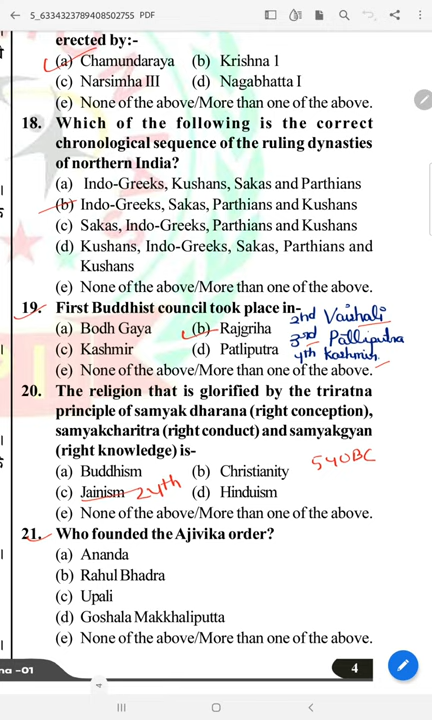 S_6334323789408502755 PDF
erected by:-
(a) Chamundaraya (b) Krishna 1
(c) Narsimha III (d) Nagabhatta I
(e) None of the above/More than one of the above.
18. Which of the following is the correct
chronological sequence of the ruling dynasties
of northern India?
(a) Indo-Greeks, Kushans, Sakas and Parthians
(b) Indo-Greeks, Sakas, Parthians and Kushans
(c) Sakas, Indo-Greeks, Parthians and Kushans
(d) Kushans, Indo-Greeks, Sakas, Parthians and
Kushans
(e) None of the above/More than one of the above.
19. First Buddhist council took place in-
2nd Vaishali
(a) Bodh Gaya (b) Rajgriha
3rd Palliputra
(c) Kashmir (d) Patliputra
4th Kashmir
(e) None of the above/More than one of the above.
20. The religion that is glorified by the triratna
principle of samyak dharana (right conception),
samyakcharitra (right conduct) and samyakgyan
(right knowledge) is-
540BC
(a) Buddhism (b) Christianity
(c) Jainism 24th (d) Hinduism
(e) None of the above/More than one of the above.
21. Who founded the Ajivika order?
(a) Ananda
(b) Rahul Bhadra
(c) Upali
(d) Goshala Makkhaliputta
(e) None of the above/More than one of the above.
na -01 4
4